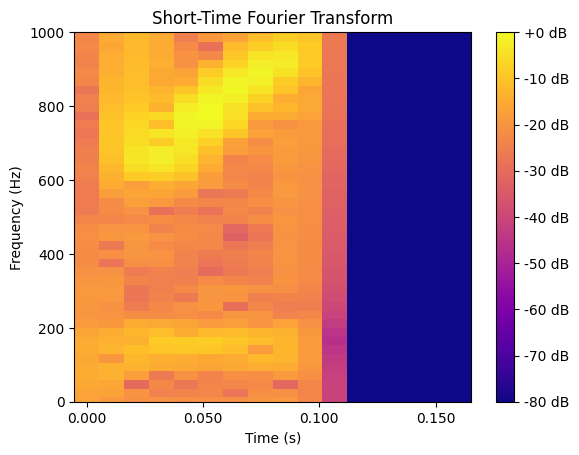 Short-Time Fourier Transform
1000
800
600
400
200
0
Frequency (Hz)
0.000
0.050
0.100
0.150
Time (s)
+0 dB
-10 dB
-20 dB
-30 dB
-40 dB
-50 dB
-60 dB
-70 dB
-80 dB